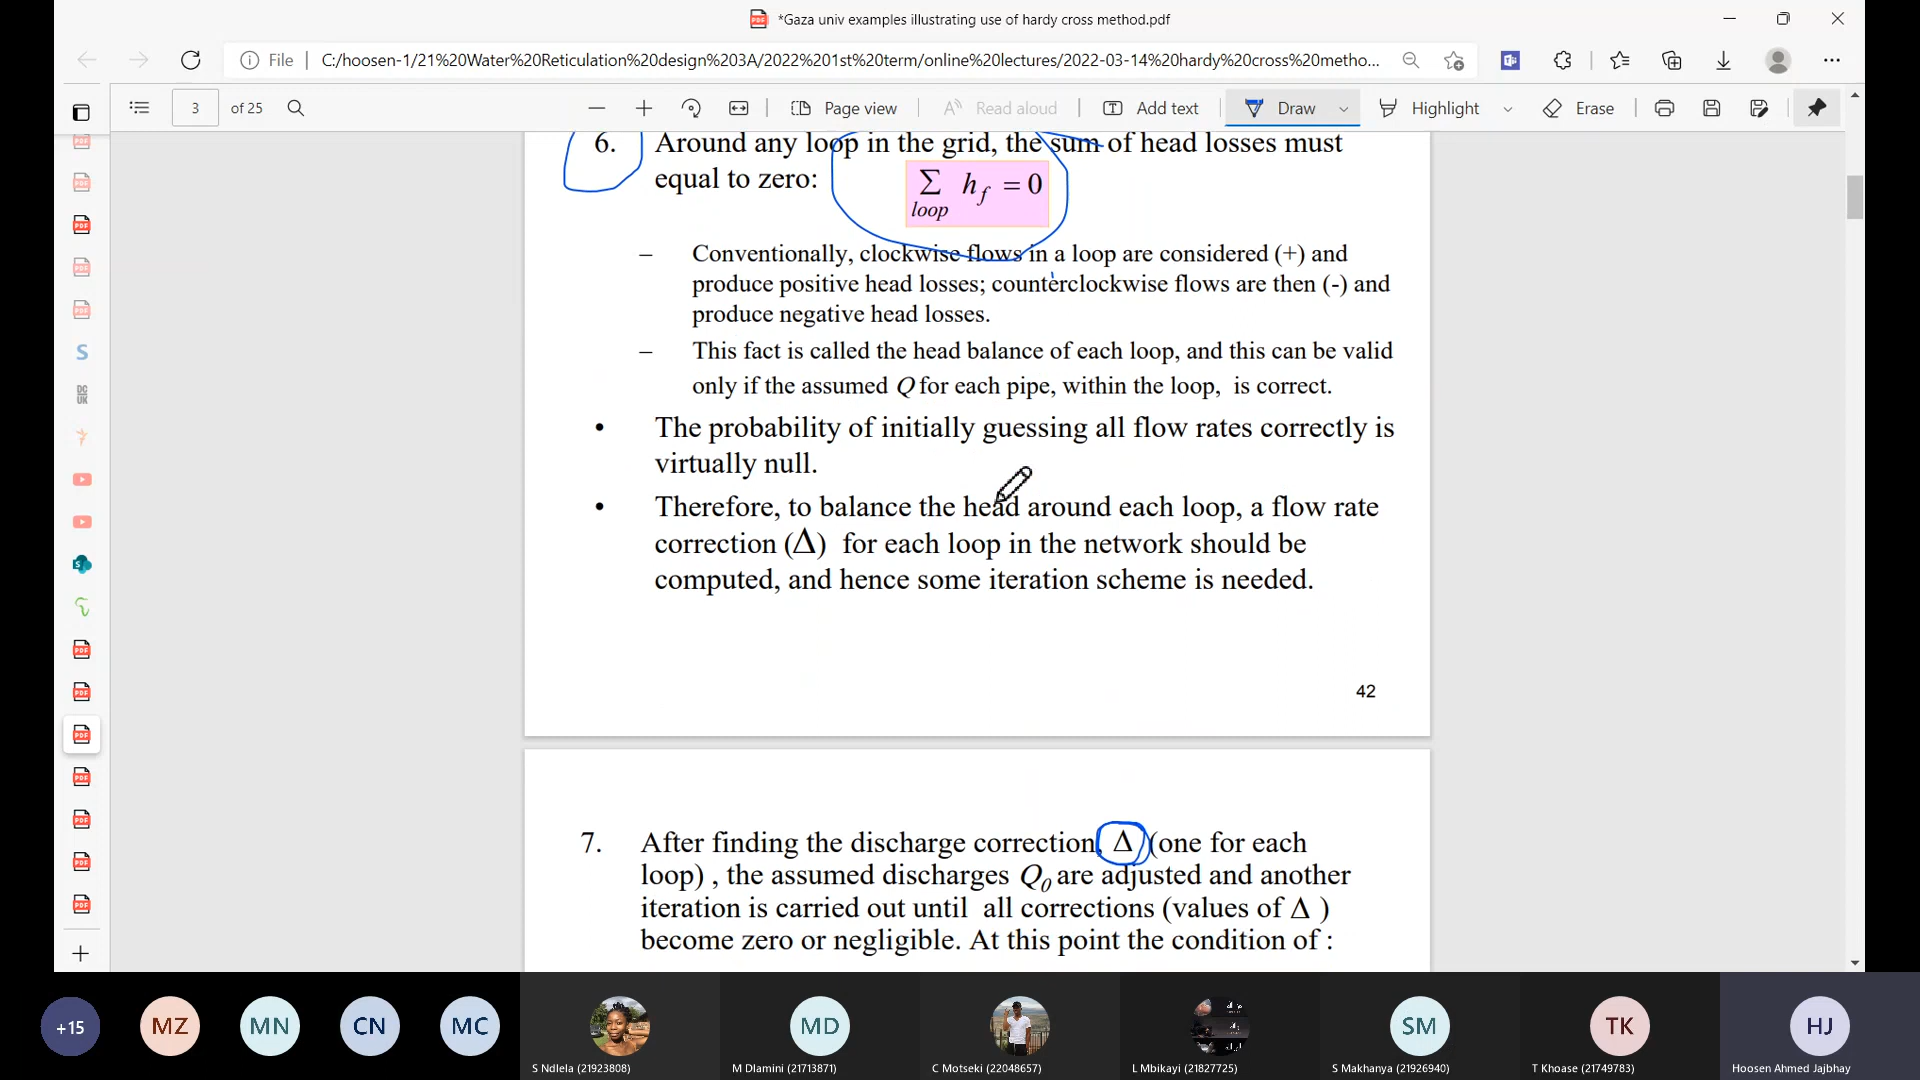 *Gaza univ examples illustrating use of hardy cross method.pdf
File | C:/hoosen-1/21%20Water%20Reticulation%20design%203A/2022%201st%20term/online%20lectures/2022-03-14%20hardy%20cross%20metho...
3 of 25 Page view Read aloud Add text Draw Highlight Erase
6. Around any loop in the grid, the sum of head losses must
equal to zero:
∑ h_f = 0
loop
– Conventionally, clockwise flows in a loop are considered (+) and
produce positive head losses; counterclockwise flows are then (-) and
produce negative head losses.
– This fact is called the head balance of each loop, and this can be valid
only if the assumed Q for each pipe, within the loop, is correct.
• The probability of initially guessing all flow rates correctly is
virtually null.
• Therefore, to balance the head around each loop, a flow rate
correction (Δ) for each loop in the network should be
computed, and hence some iteration scheme is needed.
42
7. After finding the discharge correction, Δ (one for each
loop) , the assumed discharges Q₀ are adjusted and another
iteration is carried out until all corrections (values of Δ )
become zero or negligible. At this point the condition of :
+15 MZ MN CN MC MD SM TK HJ
S Ndlela (21923808) M Dlamini (21713871) C Motseki (22048657) L Mbikayi (21827725) S Makhanya (21926940) T Khoase (21749783) Hoosen Ahmed Jajbhay